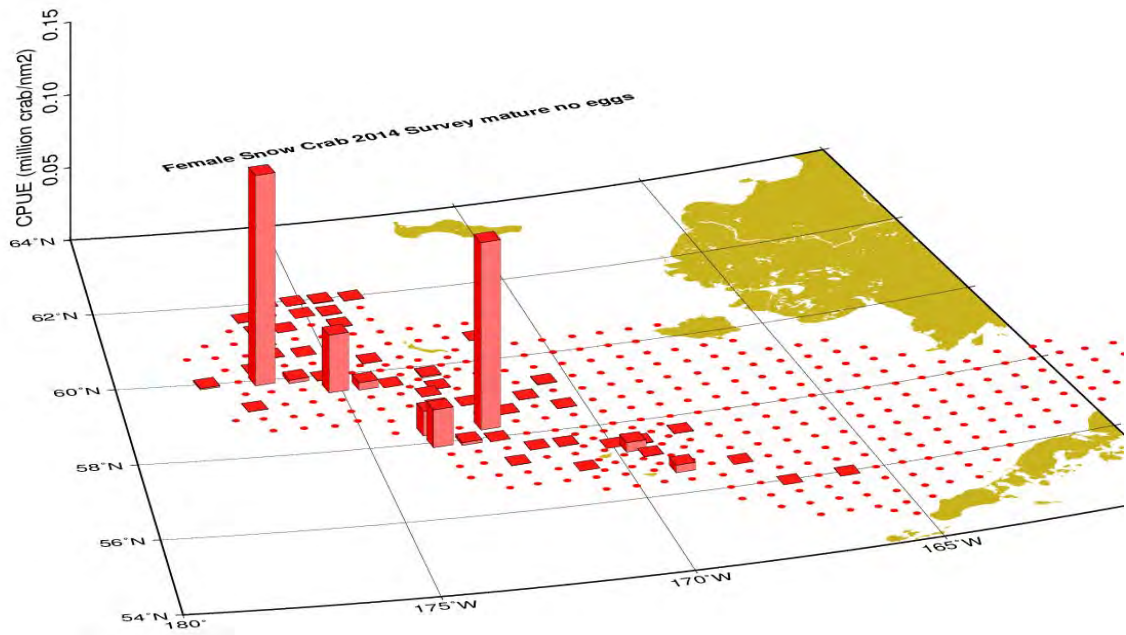 0.15
0.10
0.05
CPUE (million crab/nm2)
Female Snow Crab 2014 Survey mature no eggs
64°N
62°N
60°N
58°N
56°N
54°N
180°
175°W
170°W
165°W